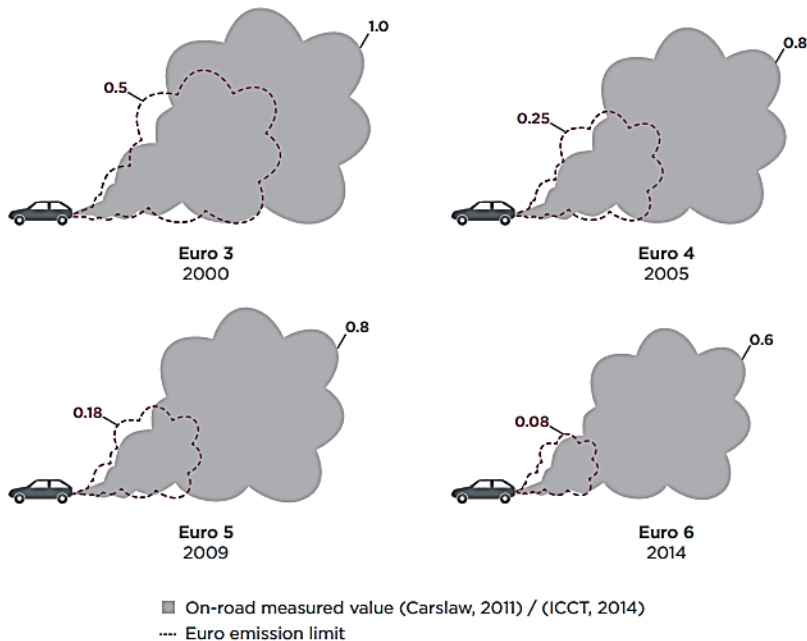 1.0
0.5
Euro 3
2000
0.8
0.25
Euro 4
2005
0.8
0.18
Euro 5
2009
0.6
0.08
Euro 6
2014
On-road measured value (Carslaw, 2011) / (ICCT, 2014)
Euro emission limit